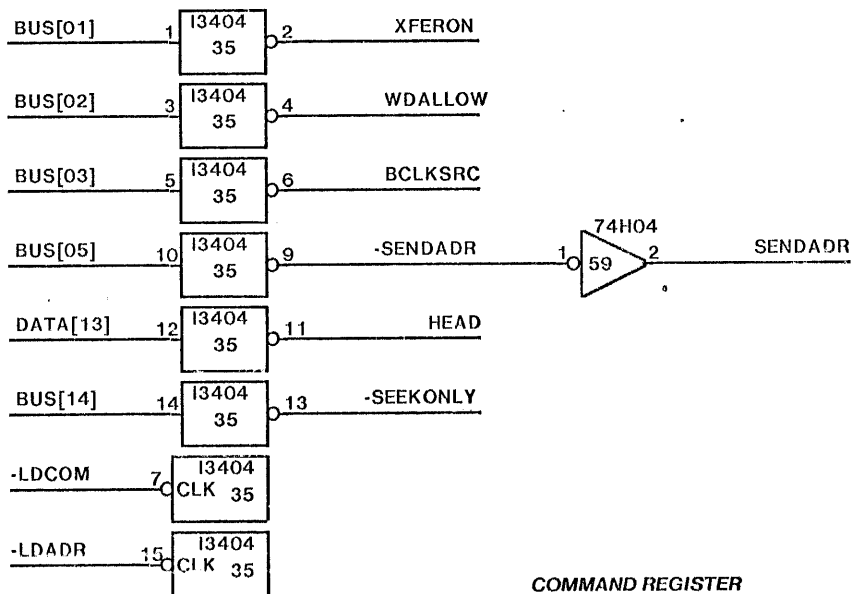 BUS[01] 1 I3404 35 2 XFERON
BUS[02] 3 I3404 35 4 WDALLOW
BUS[03] 5 I3404 35 6 BCLKSRC
BUS[05] 10 I3404 35 9 -SENDADR 1 74H04 59 2 SENDADR
DATA[13] 12 I3404 35 11 HEAD
BUS[14] 14 I3404 35 13 -SEEKONLY
-LDCOM 7 I3404 CLK 35
-LDADR 15 I3404 CLK 35
COMMAND REGISTER